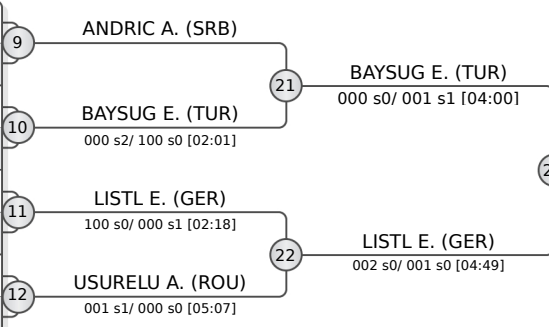 9
ANDRIC A. (SRB)
21
BAYSUG E. (TUR)
000 s0/ 001 s1 [04:00]
10
BAYSUG E. (TUR)
000 s2/ 100 s0 [02:01]
11
LISTL E. (GER)
100 s0/ 000 s1 [02:18]
22
LISTL E. (GER)
002 s0/ 001 s0 [04:49]
12
USURELU A. (ROU)
001 s1/ 000 s0 [05:07]